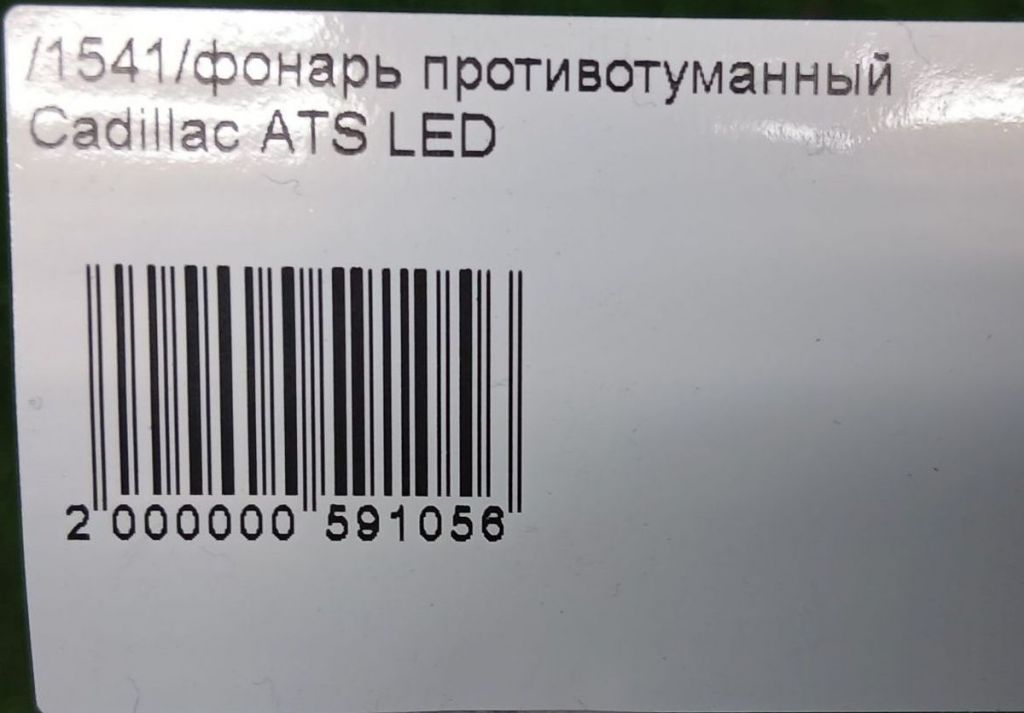 /1541/фонарь противотуманный
Cadillac ATS LED
2 000000 591056